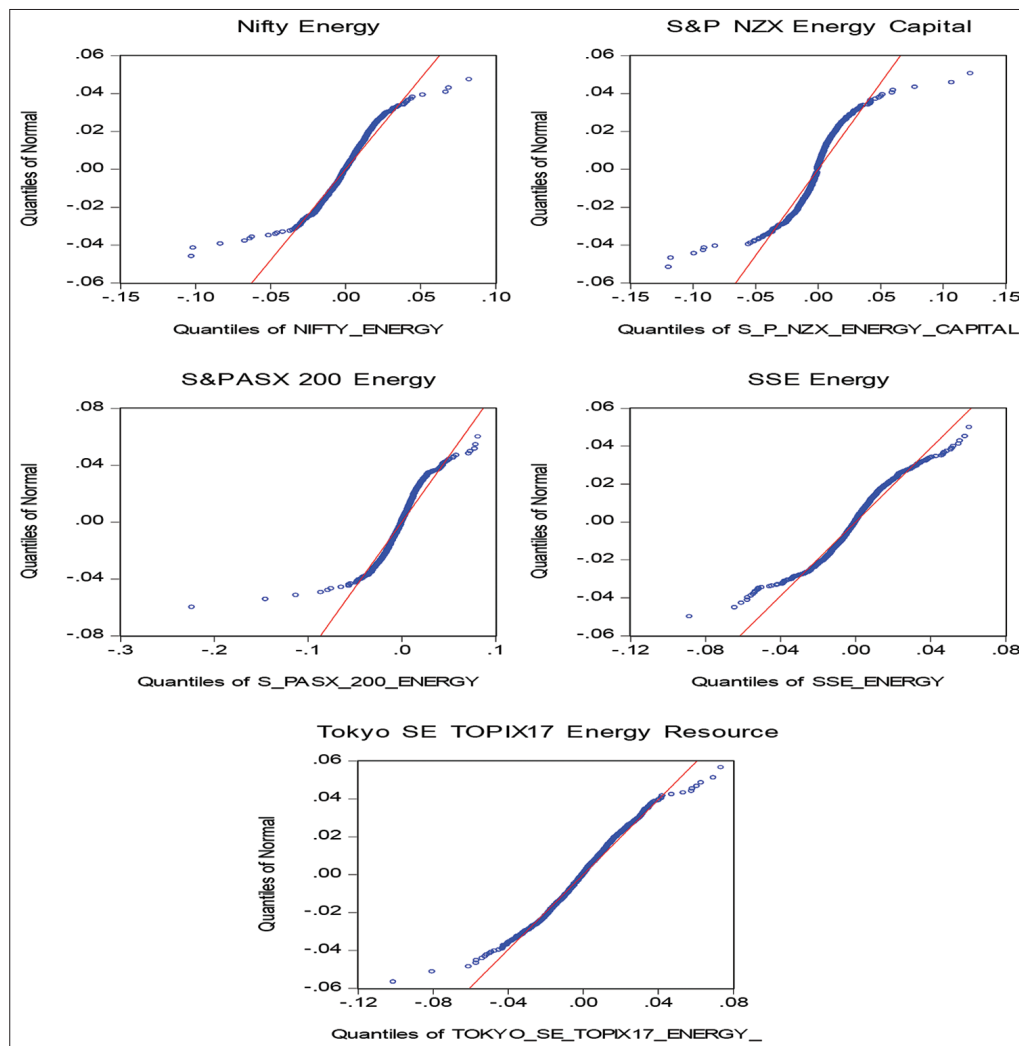 Nifty Energy
.06
.04
.02
.00
-.02
-.04
-.06
Quantiles of Normal
-.15 -.10 -.05 .00 .05 .10
Quantiles of NIFTY_ENERGY
S&P NZX Energy Capital
.06
.04
.02
.00
-.02
-.04
-.06
Quantiles of Normal
-.15 -.10 -.05 .00 .05 .10 .15
Quantiles of S_P_NZX_ENERGY_CAPITAL
S&PASX 200 Energy
.08
.04
.00
-.04
-.08
Quantiles of Normal
-.3 -.2 -.1 .0 .1
Quantiles of S_PASX_200_ENERGY
SSE Energy
.06
.04
.02
.00
-.02
-.04
-.06
Quantiles of Normal
-.12 -.08 -.04 .00 .04 .08
Quantiles of SSE_ENERGY
Tokyo SE TOPIX17 Energy Resource
.06
.04
.02
.00
-.02
-.04
-.06
Quantiles of Normal
-.12 -.08 -.04 .00 .04 .08
Quantiles of TOKYO_SE_TOPIX17_ENERGY_